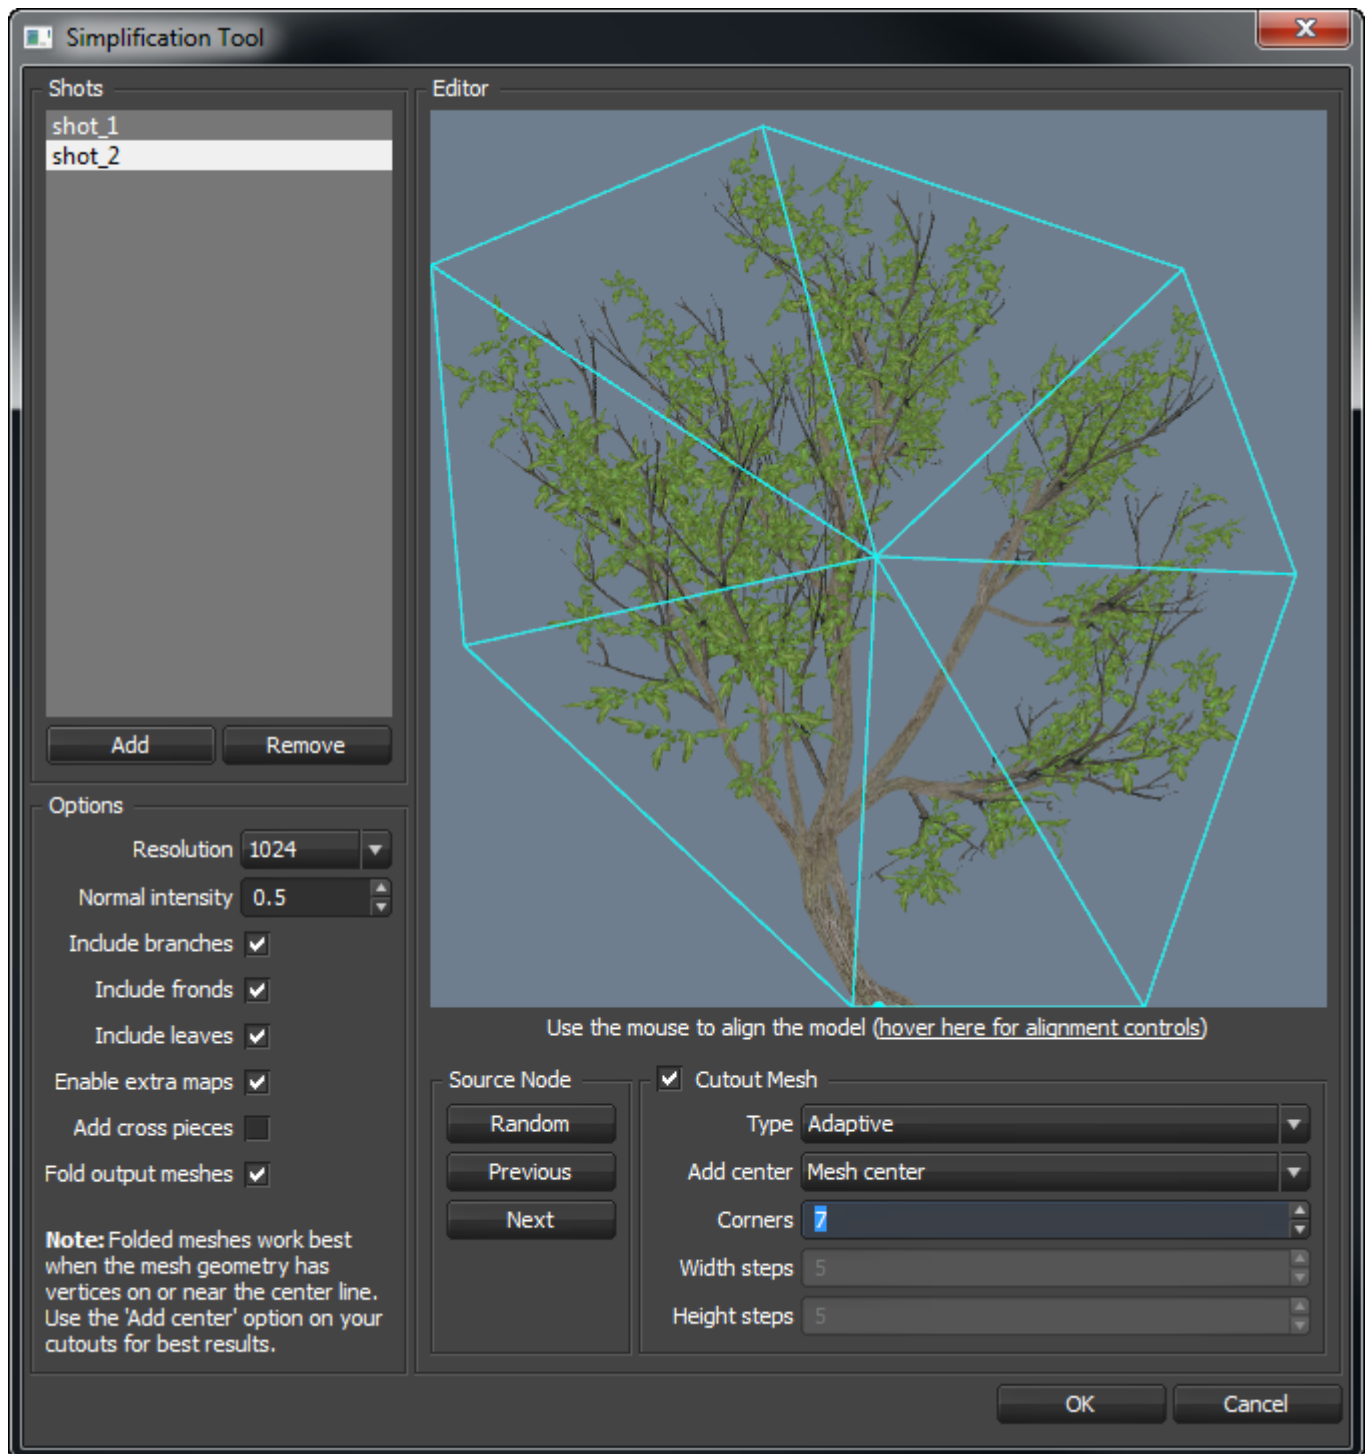 Simplification Tool
Shots
shot_1
shot_2
Add
Remove
Options
Resolution 1024
Normal intensity 0.5
Include branches
Include fronds
Include leaves
Enable extra maps
Add cross pieces
Fold output meshes
Note: Folded meshes work best
when the mesh geometry has
vertices on or near the center line.
Use the 'Add center' option on your
cutouts for best results.
Editor
Use the mouse to align the model (hover here for alignment controls)
Source Node
Random
Previous
Next
Cutout Mesh
Type Adaptive
Add center Mesh center
Corners 7
Width steps 5
Height steps 5
OK
Cancel